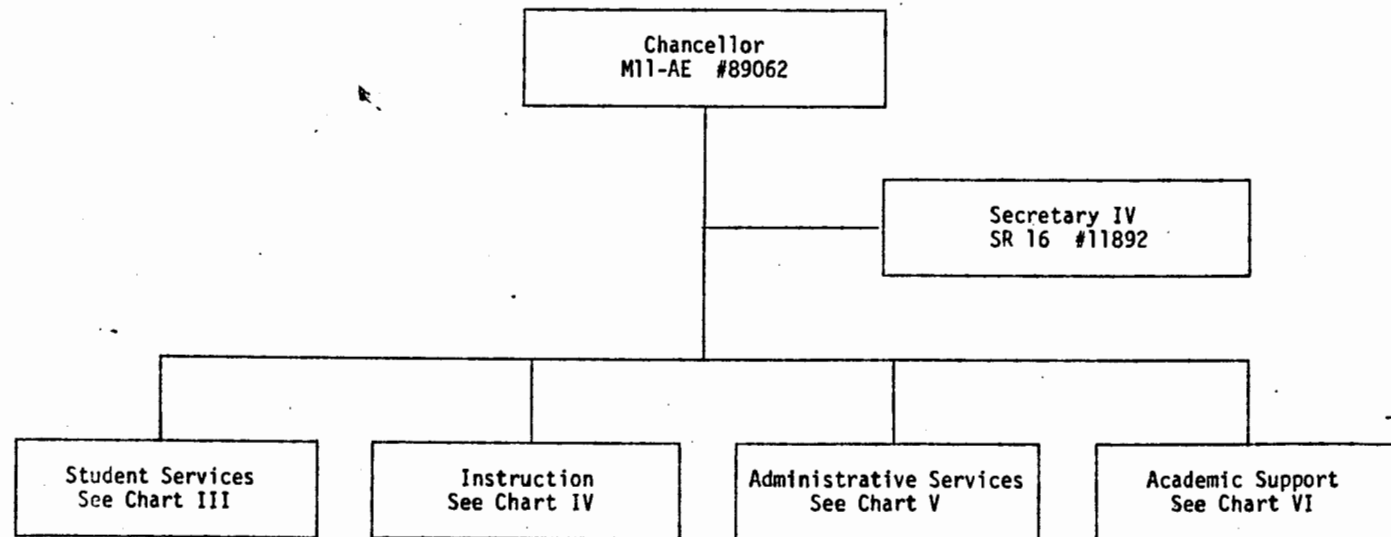 Chancellor
M11-AE #89062
Secretary IV
SR 16 #11892
Student Services
See Chart III
Instruction
See Chart IV
Administrative Services
See Chart V
Academic Support
See Chart VI